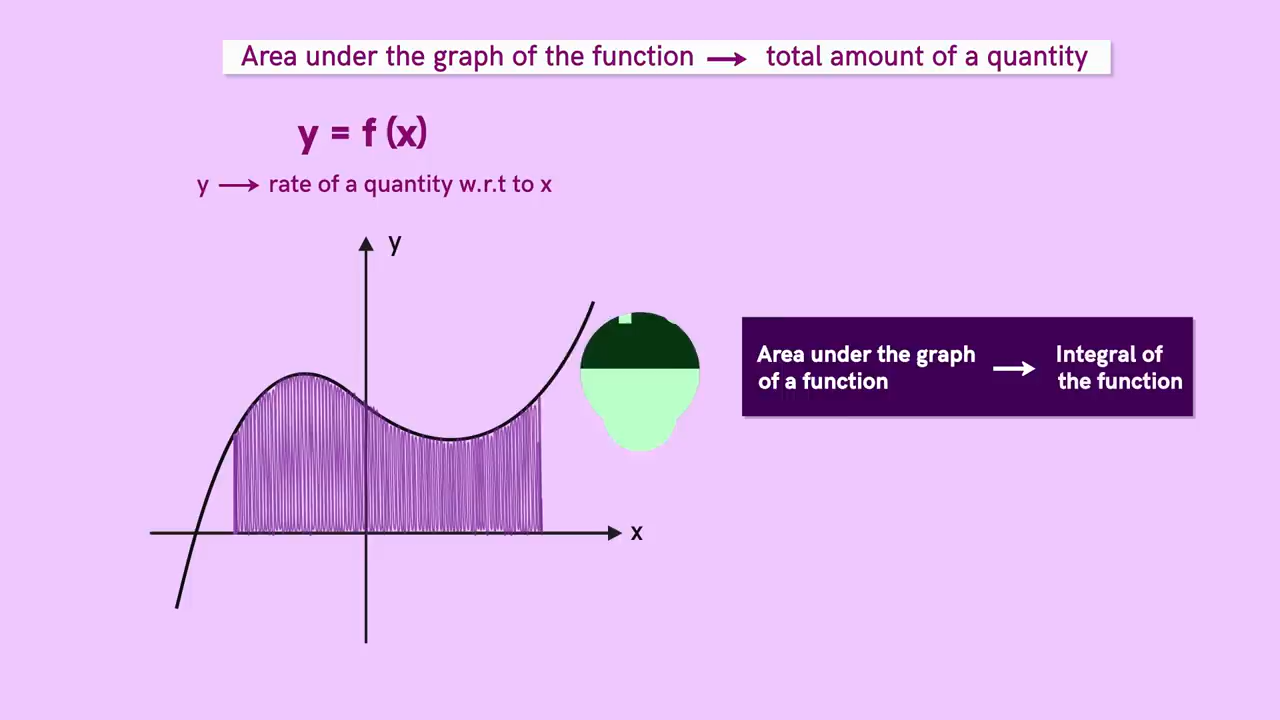 Area under the graph of the function → total amount of a quantity
y = f (x)
y → rate of a quantity w.r.t to x
y
Area under the graph → Integral of
of a function the function
x